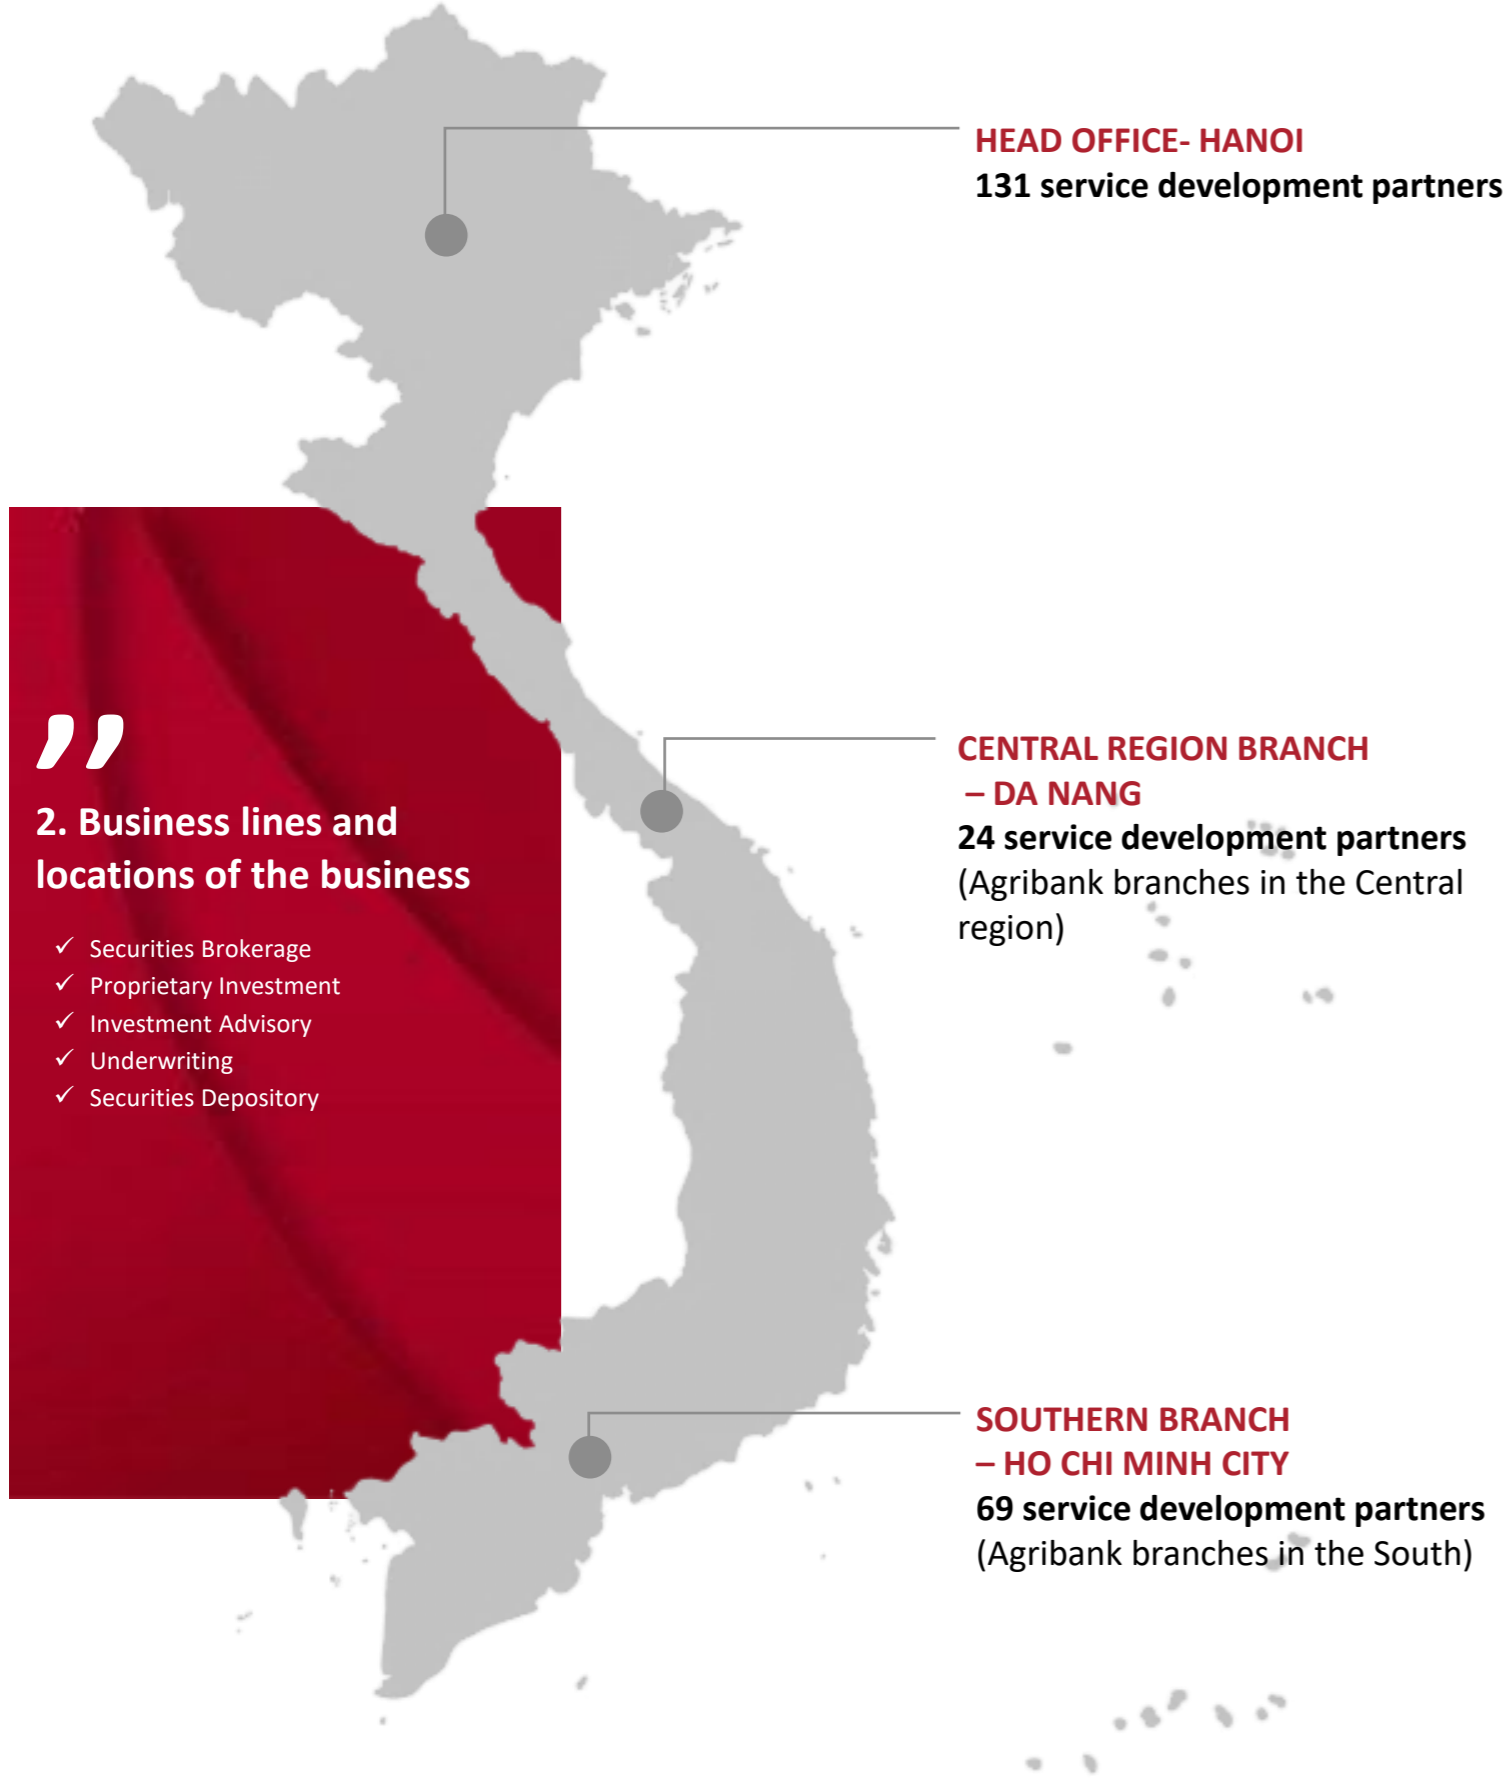 HEAD OFFICE- HANOI
131 service development partners
”
2. Business lines and
locations of the business
✓ Securities Brokerage
✓ Proprietary Investment
✓ Investment Advisory
✓ Underwriting
✓ Securities Depository
CENTRAL REGION BRANCH
– DA NANG
24 service development partners
(Agribank branches in the Central
region)
SOUTHERN BRANCH
– HO CHI MINH CITY
69 service development partners
(Agribank branches in the South)